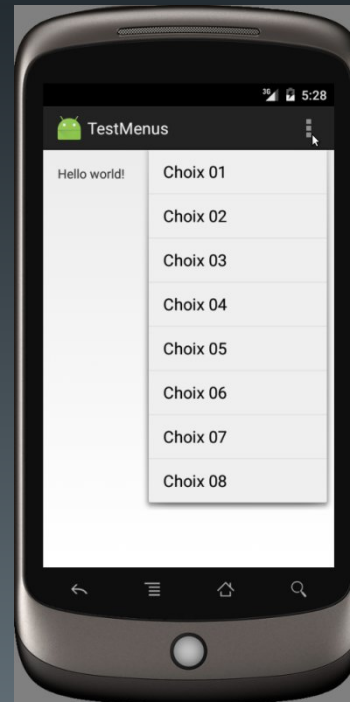 3G 5:28
TestMenus
Hello world!
Choix 01
Choix 02
Choix 03
Choix 04
Choix 05
Choix 06
Choix 07
Choix 08